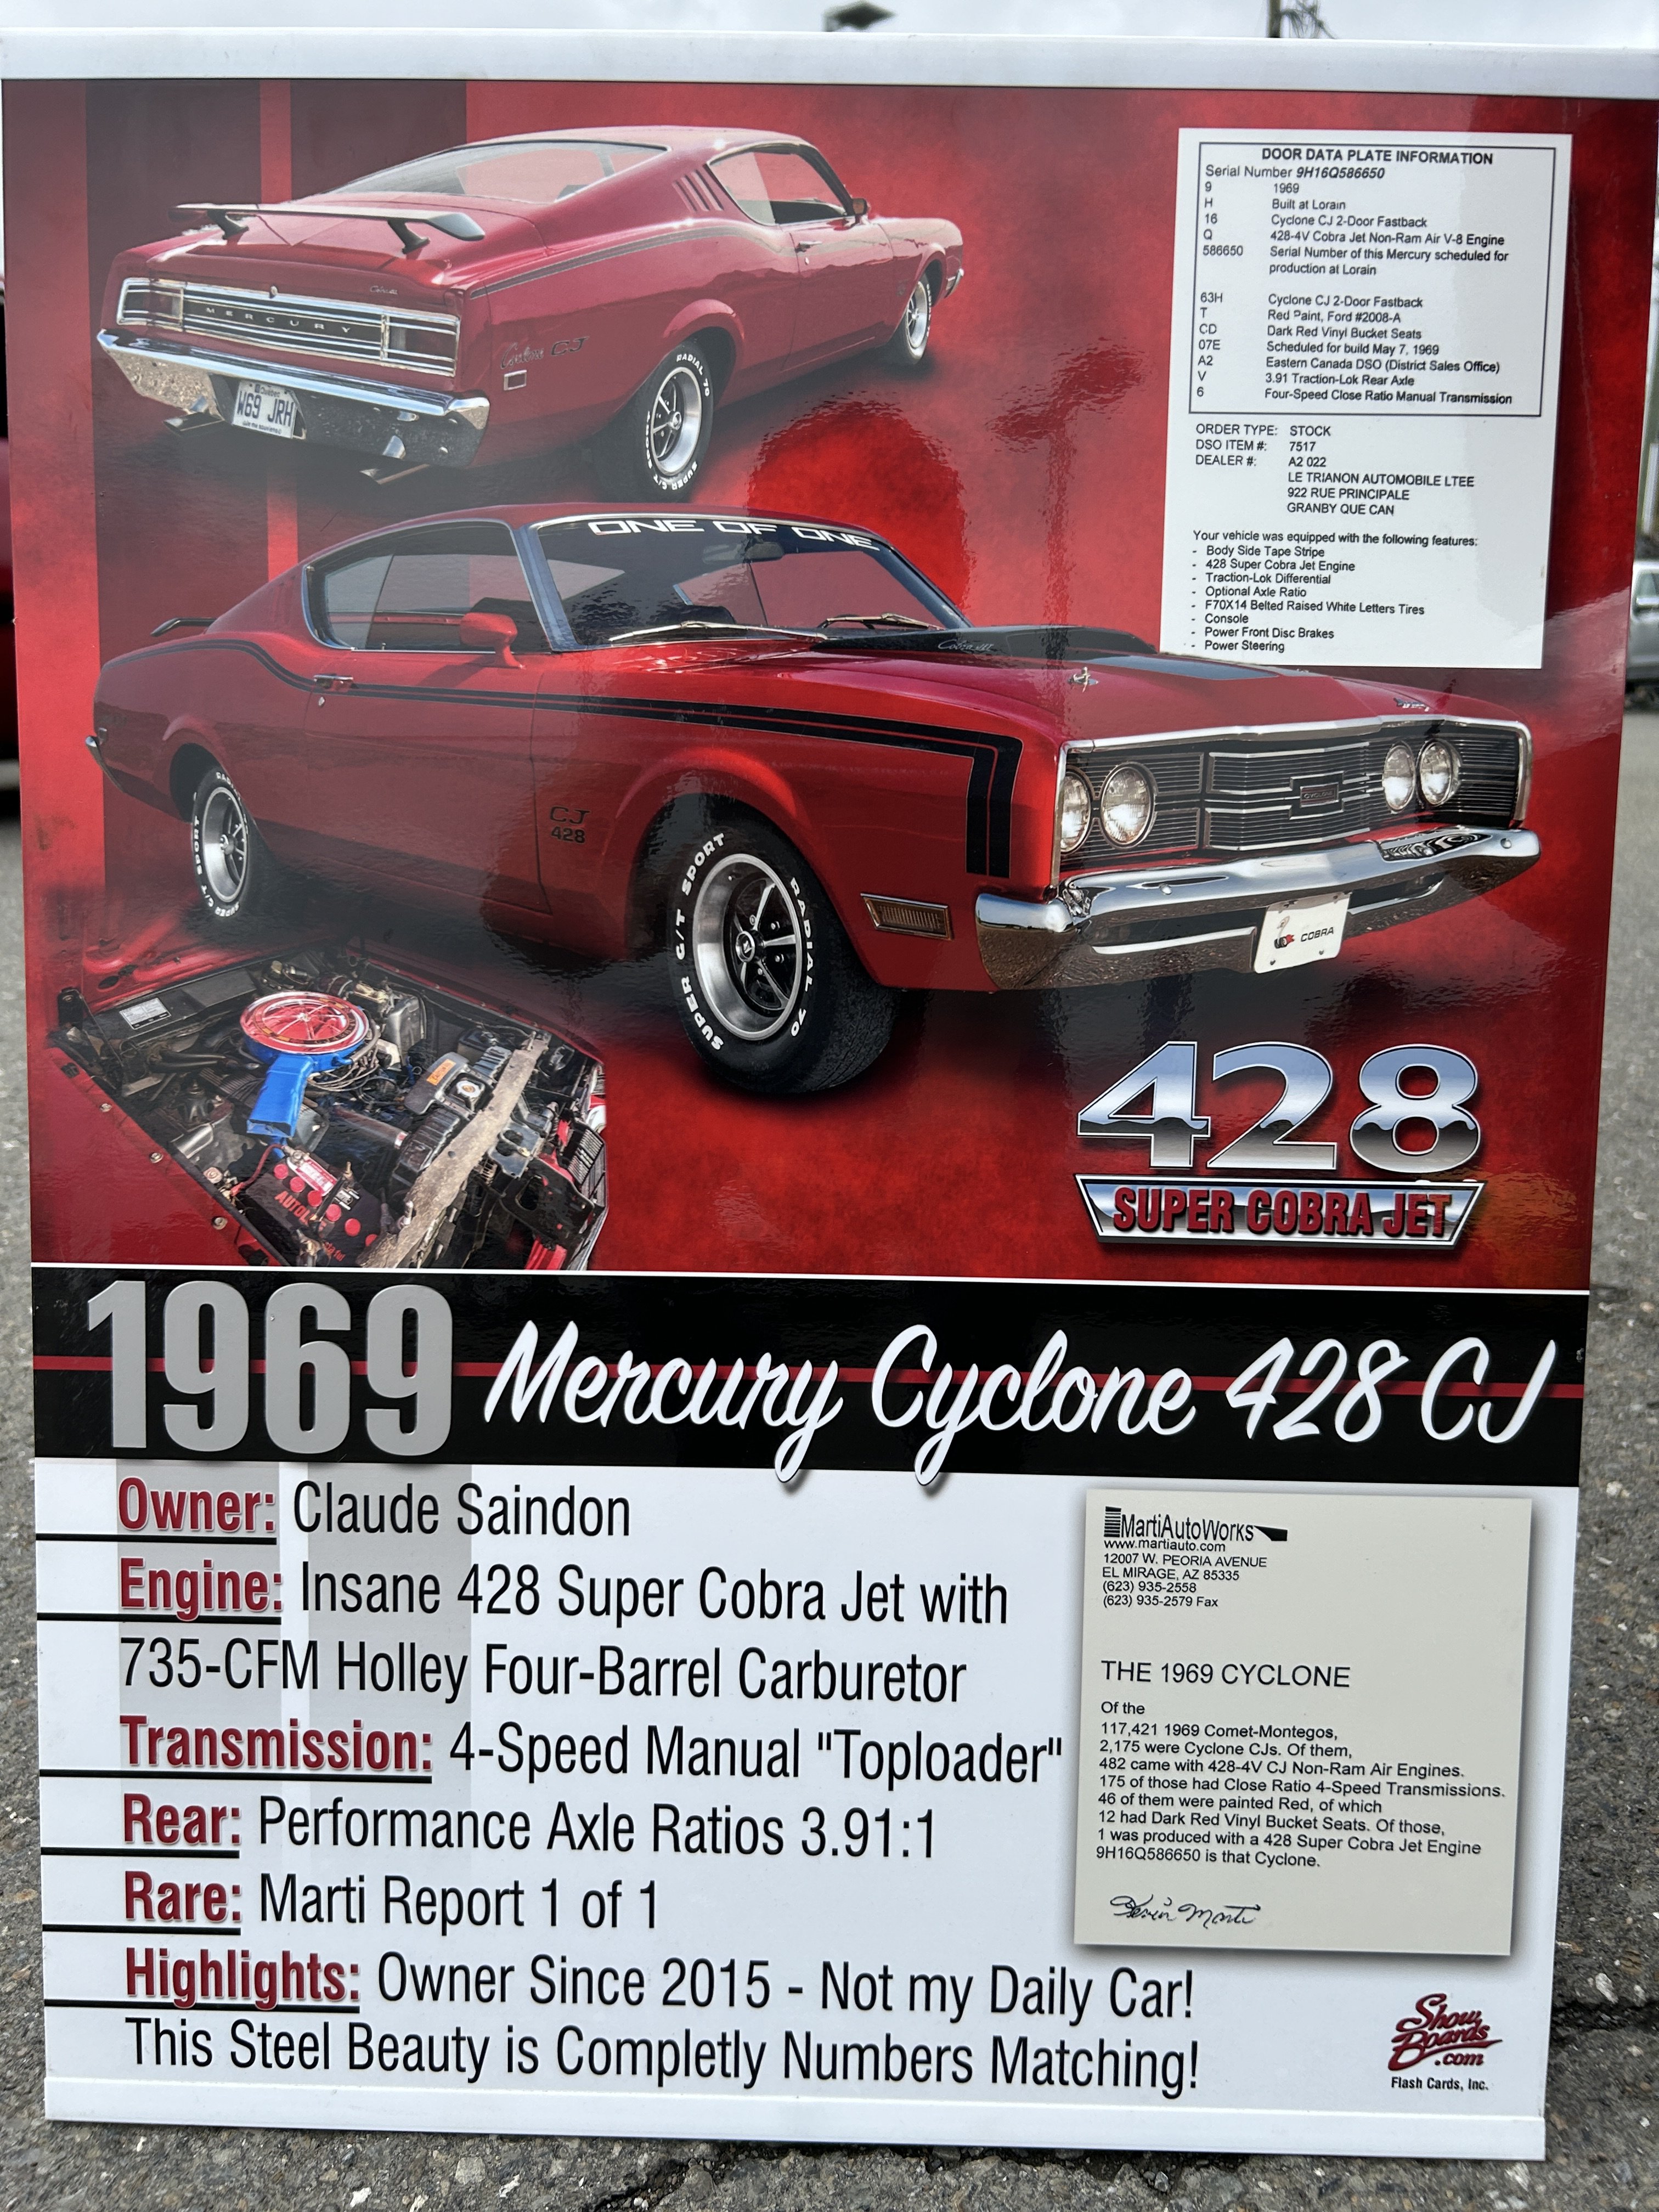 DOOR DATA PLATE INFORMATION
Serial Number 9H16Q586650
9 1969
H Built at Lorain
16 Cyclone CJ 2-Door Fastback
Q 428-4V Cobra Jet Non-Ram Air V-8 Engine
586650 Serial Number of this Mercury scheduled for
production at Lorain
63H Cyclone CJ 2-Door Fastback
T Red Paint, Ford #2008-A
CD Dark Red Vinyl Bucket Seats
07E Scheduled for build May 7, 1969
A2 Eastern Canada DSO (District Sales Office)
V 3.91 Traction-Lok Rear Axle
6 Four-Speed Close Ratio Manual Transmission
ORDER TYPE: STOCK
DSO ITEM #: 7517
DEALER #: A2 022
LE TRIANON AUTOMOBILE LTEE
922 RUE PRINCIPALE
GRANBY QUE CAN
Your vehicle was equipped with the following features:
- Body Side Tape Stripe
- 428 Super Cobra Jet Engine
- Traction-Lok Differential
- Optional Axle Ratio
- F70X14 Belted Raised White Letters Tires
- Console
- Power Front Disc Brakes
- Power Steering
MERCURY
Cyclone CJ
W69 JRH
RADIAL 70
SUPER G/T
ONE OF ONE
CJ
428
CYCLONE
SUPER G/T SPORT
RADIAL 70
COBRA
428
SUPER COBRA JET
1969 Mercury Cyclone 428 CJ
Owner: Claude Saindon
Engine: Insane 428 Super Cobra Jet with
735-CFM Holley Four-Barrel Carburetor
Transmission: 4-Speed Manual "Toploader"
Rear: Performance Axle Ratios 3.91:1
Rare: Marti Report 1 of 1
Highlights: Owner Since 2015 - Not my Daily Car!
This Steel Beauty is Completly Numbers Matching!
MartiAutoWorks
www.martiauto.com
12007 W. PEORIA AVENUE
EL MIRAGE, AZ 85335
(623) 935-2558
(623) 935-2579 Fax
THE 1969 CYCLONE
Of the
117,421 1969 Comet-Montegos,
2,175 were Cyclone CJs. Of them,
482 came with 428-4V CJ Non-Ram Air Engines.
175 of those had Close Ratio 4-Speed Transmissions.
46 of them were painted Red, of which
12 had Dark Red Vinyl Bucket Seats. Of those,
1 was produced with a 428 Super Cobra Jet Engine
9H16Q586650 is that Cyclone.
Kevin Marti
Show
Boards
.com
Flash Cards, Inc.